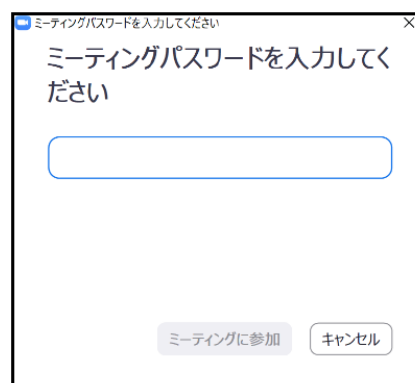 ミーティングパスワードを入力してください
ミーティングパスワードを入力してく
ださい
ミーティングに参加
キャンセル